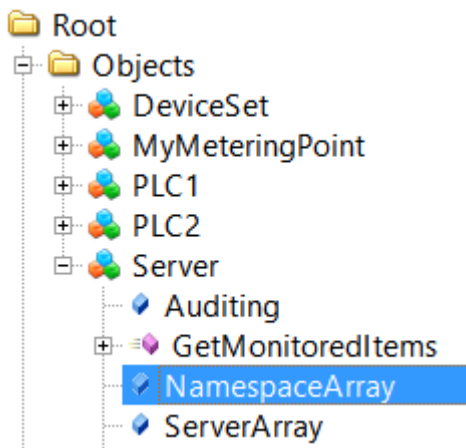 Root
Objects
DeviceSet
MyMeteringPoint
PLC1
PLC2
Server
Auditing
GetMonitoredItems
NamespaceArray
ServerArray